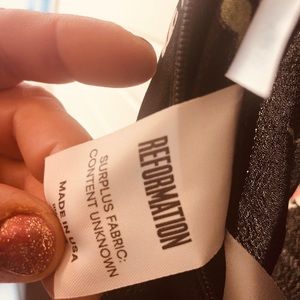 REFORMATION
SURPLUS FABRIC:
CONTENT UNKNOWN
MADE IN USA